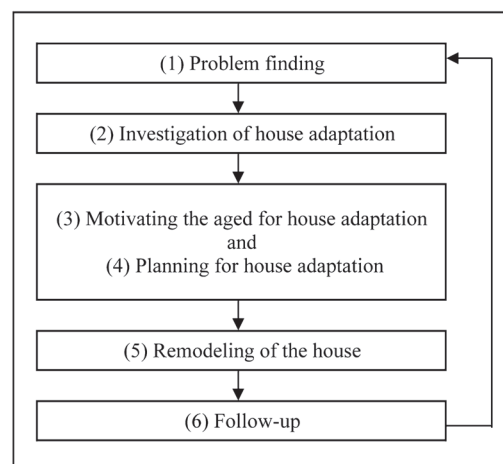 (1) Problem finding
(2) Investigation of house adaptation
(3) Motivating the aged for house adaptation
and
(4) Planning for house adaptation
(5) Remodeling of the house
(6) Follow-up